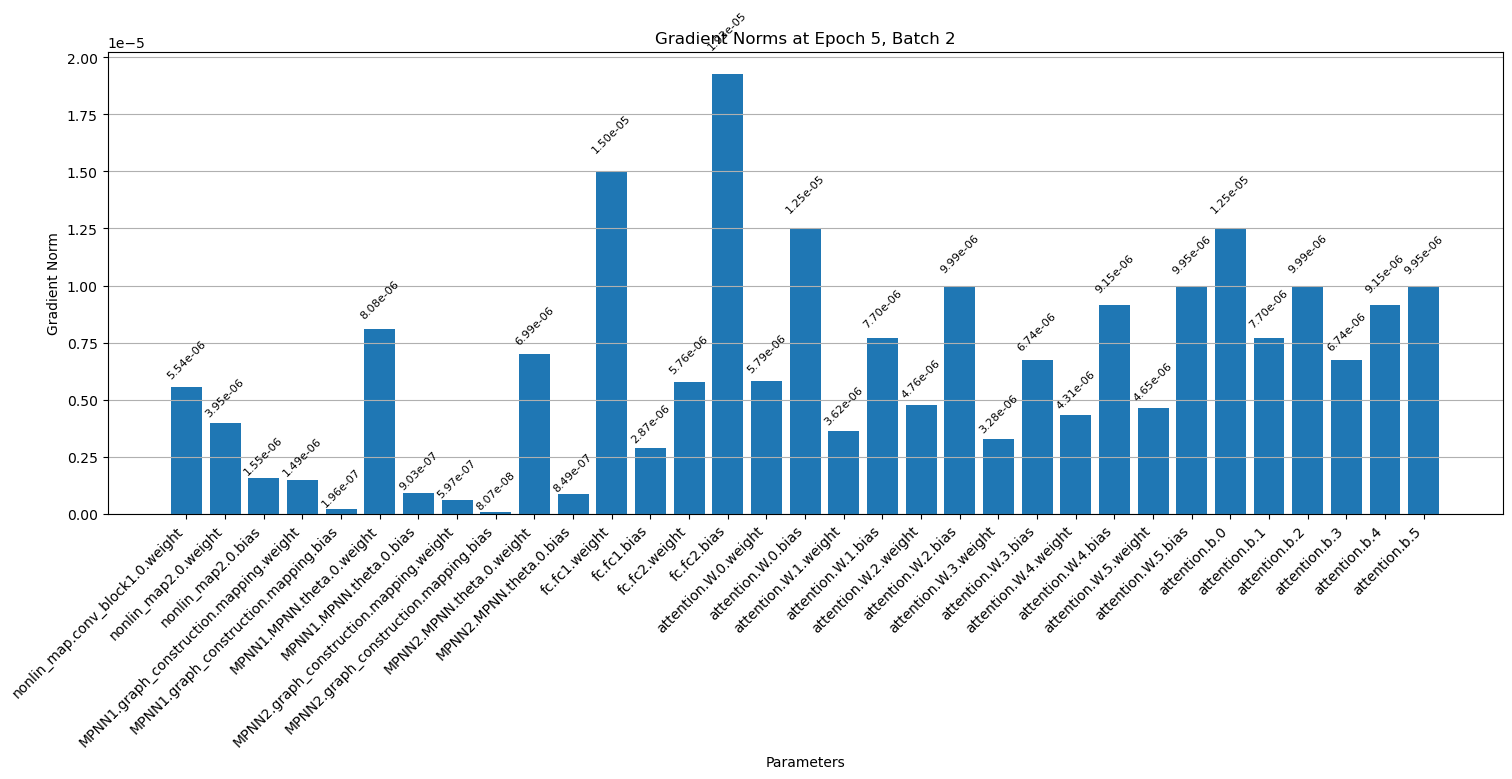 Gradient Norms at Epoch 5, Batch 2
1e−5
2.00
1.75
1.50
1.25
1.00
0.75
0.50
0.25
0.00
Gradient Norm
5.54e-06
3.95e-06
1.55e-06
1.49e-06
1.96e-07
8.08e-06
9.03e-07
5.97e-07
8.07e-08
6.99e-06
8.49e-07
1.50e-05
2.87e-06
5.76e-06
1.93e-05
5.79e-06
1.25e-05
3.62e-06
7.70e-06
4.76e-06
9.99e-06
3.28e-06
6.74e-06
4.31e-06
9.15e-06
4.65e-06
9.95e-06
1.25e-05
7.70e-06
9.99e-06
6.74e-06
9.15e-06
9.95e-06
nonlin_map.conv_block1.0.weight
nonlin_map2.0.weight
nonlin_map2.0.bias
MPNN1.graph_construction.mapping.weight
MPNN1.graph_construction.mapping.bias
MPNN1.MPNN.theta.0.weight
MPNN1.MPNN.theta.0.bias
MPNN2.graph_construction.mapping.weight
MPNN2.graph_construction.mapping.bias
MPNN2.MPNN.theta.0.weight
MPNN2.MPNN.theta.0.bias
fc.fc1.weight
fc.fc1.bias
fc.fc2.weight
fc.fc2.bias
attention.W.0.weight
attention.W.0.bias
attention.W.1.weight
attention.W.1.bias
attention.W.2.weight
attention.W.2.bias
attention.W.3.weight
attention.W.3.bias
attention.W.4.weight
attention.W.4.bias
attention.W.5.weight
attention.W.5.bias
attention.b.0
attention.b.1
attention.b.2
attention.b.3
attention.b.4
attention.b.5
Parameters